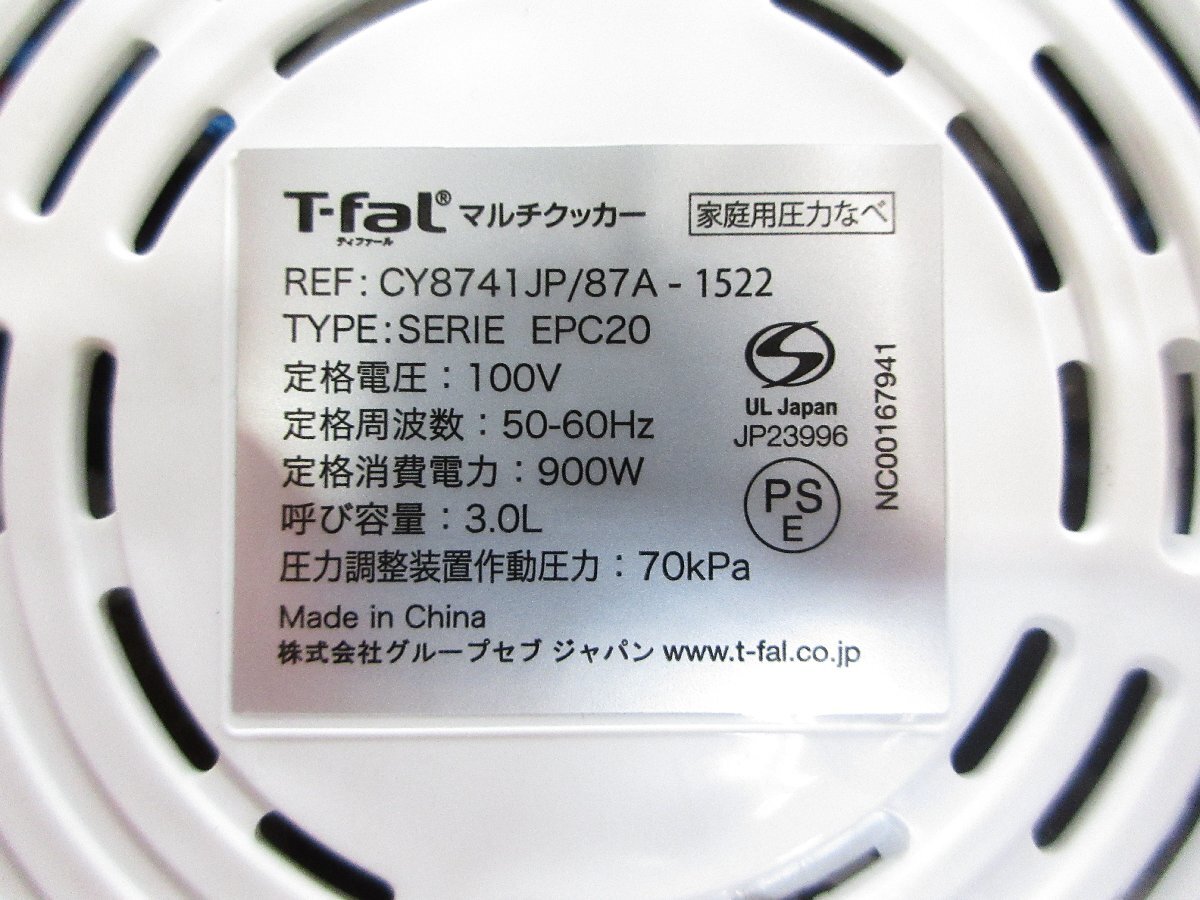 T-fal® マルチクッカー 家庭用圧力なべ
ティファール
REF: CY8741JP/87A - 1522
TYPE: SERIE EPC20
定格電圧：100V
定格周波数：50-60Hz
定格消費電力：900W
呼び容量：3.0L
圧力調整装置作動圧力：70kPa
Made in China
株式会社グループセブ ジャパン www.t-fal.co.jp
S
UL Japan
JP23996
PS
E
NC00167941